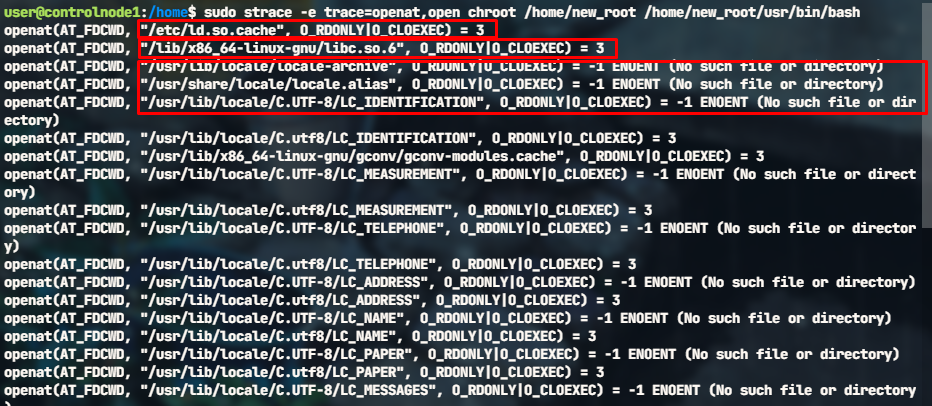 user@controlnode1:/home$ sudo strace -e trace=openat,open chroot /home/new_root /home/new_root/usr/bin/bash
openat(AT_FDCWD, "/etc/ld.so.cache", O_RDONLY|O_CLOEXEC) = 3
openat(AT_FDCWD, "/lib/x86_64-linux-gnu/libc.so.6", O_RDONLY|O_CLOEXEC) = 3
openat(AT_FDCWD, "/usr/lib/locale/locale-archive", O_RDONLY|O_CLOEXEC) = -1 ENOENT (No such file or directory)
openat(AT_FDCWD, "/usr/share/locale/locale.alias", O_RDONLY|O_CLOEXEC) = -1 ENOENT (No such file or directory)
openat(AT_FDCWD, "/usr/lib/locale/C.UTF-8/LC_IDENTIFICATION", O_RDONLY|O_CLOEXEC) = -1 ENOENT (No such file or dir
ectory)
openat(AT_FDCWD, "/usr/lib/locale/C.utf8/LC_IDENTIFICATION", O_RDONLY|O_CLOEXEC) = 3
openat(AT_FDCWD, "/usr/lib/x86_64-linux-gnu/gconv/gconv-modules.cache", O_RDONLY|O_CLOEXEC) = 3
openat(AT_FDCWD, "/usr/lib/locale/C.UTF-8/LC_MEASUREMENT", O_RDONLY|O_CLOEXEC) = -1 ENOENT (No such file or direct
ory)
openat(AT_FDCWD, "/usr/lib/locale/C.utf8/LC_MEASUREMENT", O_RDONLY|O_CLOEXEC) = 3
openat(AT_FDCWD, "/usr/lib/locale/C.UTF-8/LC_TELEPHONE", O_RDONLY|O_CLOEXEC) = -1 ENOENT (No such file or director
y)
openat(AT_FDCWD, "/usr/lib/locale/C.utf8/LC_TELEPHONE", O_RDONLY|O_CLOEXEC) = 3
openat(AT_FDCWD, "/usr/lib/locale/C.UTF-8/LC_ADDRESS", O_RDONLY|O_CLOEXEC) = -1 ENOENT (No such file or directory)
openat(AT_FDCWD, "/usr/lib/locale/C.utf8/LC_ADDRESS", O_RDONLY|O_CLOEXEC) = 3
openat(AT_FDCWD, "/usr/lib/locale/C.UTF-8/LC_NAME", O_RDONLY|O_CLOEXEC) = -1 ENOENT (No such file or directory)
openat(AT_FDCWD, "/usr/lib/locale/C.utf8/LC_NAME", O_RDONLY|O_CLOEXEC) = 3
openat(AT_FDCWD, "/usr/lib/locale/C.UTF-8/LC_PAPER", O_RDONLY|O_CLOEXEC) = -1 ENOENT (No such file or directory)
openat(AT_FDCWD, "/usr/lib/locale/C.utf8/LC_PAPER", O_RDONLY|O_CLOEXEC) = 3
openat(AT_FDCWD, "/usr/lib/locale/C.UTF-8/LC_MESSAGES", O_RDONLY|O_CLOEXEC) = -1 ENOENT (No such file or directory